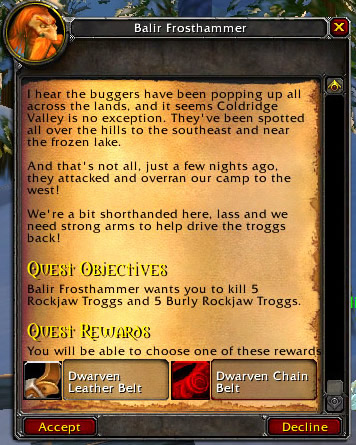 Balir Frosthammer
I hear the buggers have been popping up all
across the lands, and it seems Coldridge
Valley is no exception. They've been spotted
all over the hills to the southeast and near
the frozen lake.
And that's not all, just a few nights ago,
they attacked and overran our camp to the
west!
We're a bit shorthanded here, lass and we
need strong arms to help drive the troggs
back!
Quest Objectives
Balir Frosthammer wants you to kill 5
Rockjaw Troggs and 5 Burly Rockjaw Troggs.
Quest Rewards
You will be able to choose one of these rewards
Dwarven
Leather Belt
Dwarven Chain
Belt
Accept
Decline